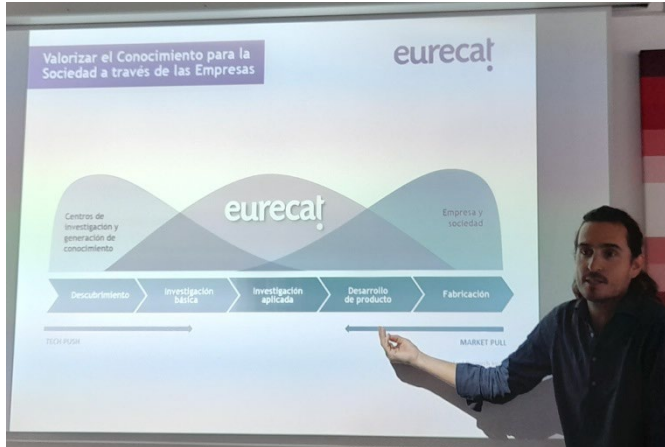 Valorizar el Conocimiento para la
Sociedad a través de las Empresas
eurecat
Centros de
investigación y
generación de
conocimiento
eurecat
Empresa y
sociedad
Descubrimiento
Investigación
básica
Investigación
aplicada
Desarrollo
de producto
Fabricación
TECH PUSH
MARKET PULL